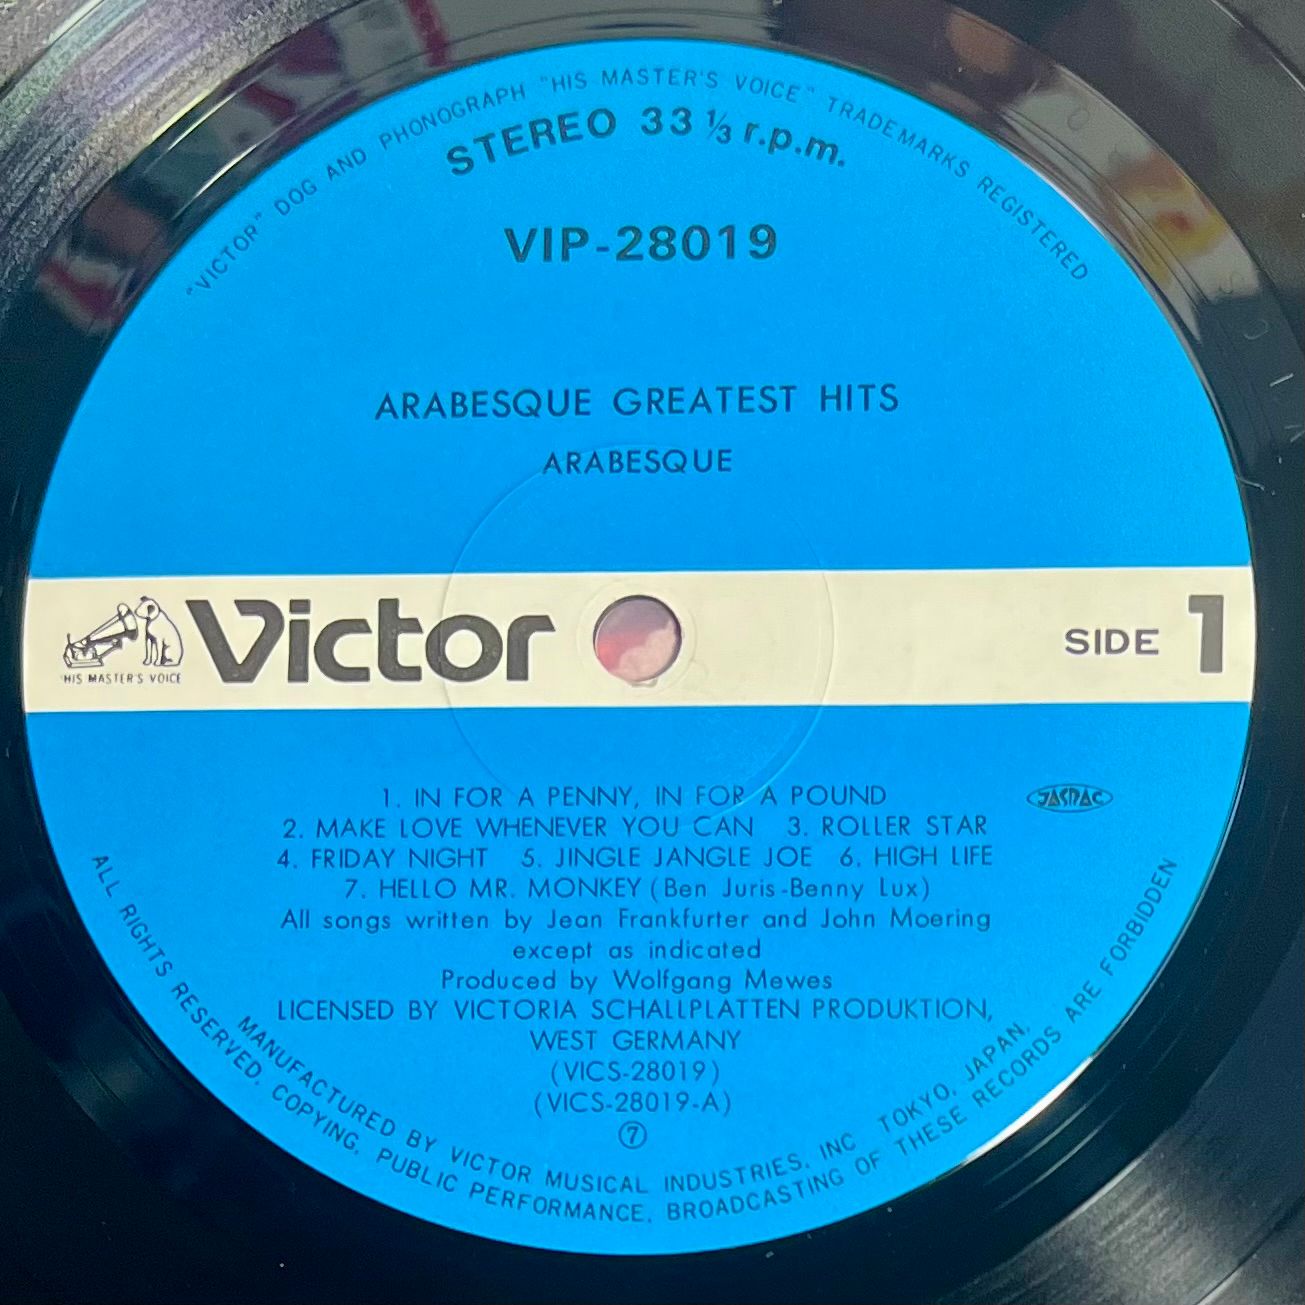 "VICTOR" DOG AND PHONOGRAPH "HIS MASTER'S VOICE" TRADEMARKS REGISTERED
STEREO 33 ⅓ r.p.m.
VIP-28019
ARABESQUE GREATEST HITS
ARABESQUE
'HIS MASTER'S VOICE
Victor
SIDE 1
1. IN FOR A PENNY, IN FOR A POUND
JASRAC
2. MAKE LOVE WHENEVER YOU CAN 3. ROLLER STAR
4. FRIDAY NIGHT 5. JINGLE JANGLE JOE 6. HIGH LIFE
7. HELLO MR. MONKEY (Ben Juris-Benny Lux)
All songs written by Jean Frankfurter and John Moering
except as indicated
Produced by Wolfgang Mewes
LICENSED BY VICTORIA SCHALLPLATTEN PRODUKTION,
WEST GERMANY
(VICS-28019)
(VICS-28019-A)
⑦
MANUFACTURED BY VICTOR MUSICAL INDUSTRIES, INC TOKYO, JAPAN.
ALL RIGHTS RESERVED. COPYING, PUBLIC PERFORMANCE, BROADCASTING OF THESE RECORDS ARE FORBIDDEN